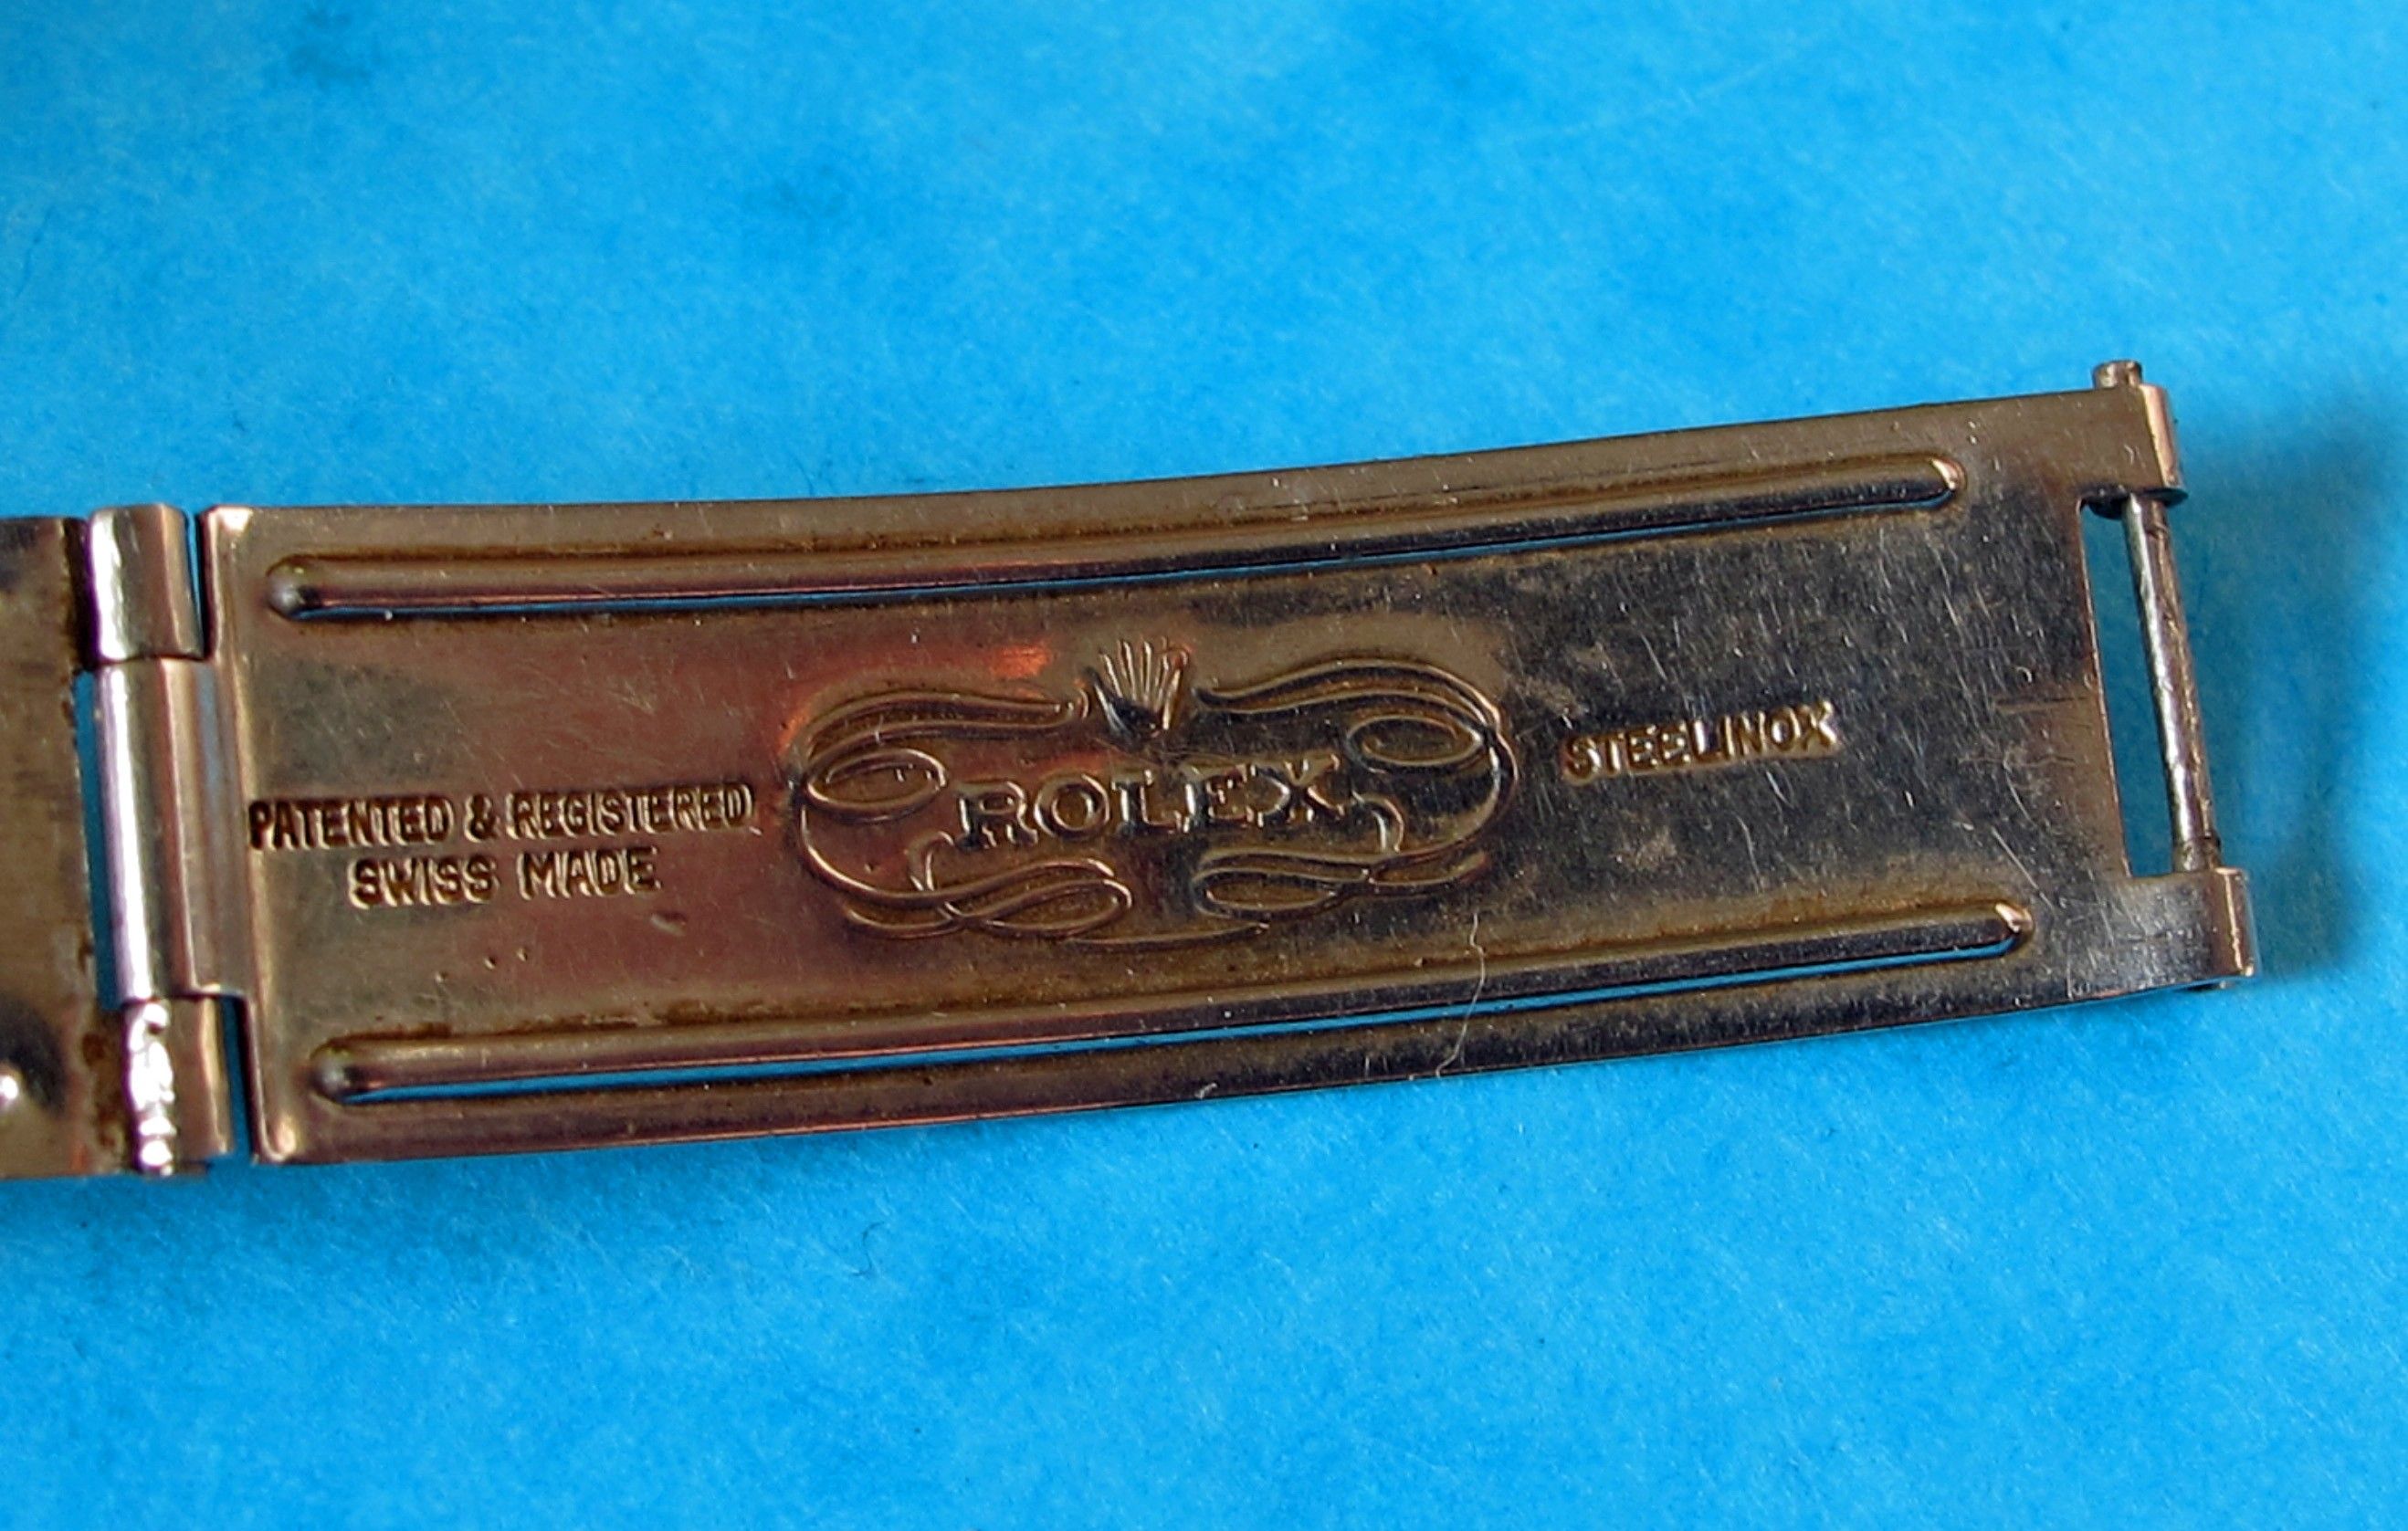 PATENTED & REGISTERED
SWISS MADE
ROLEX
STEELINOX